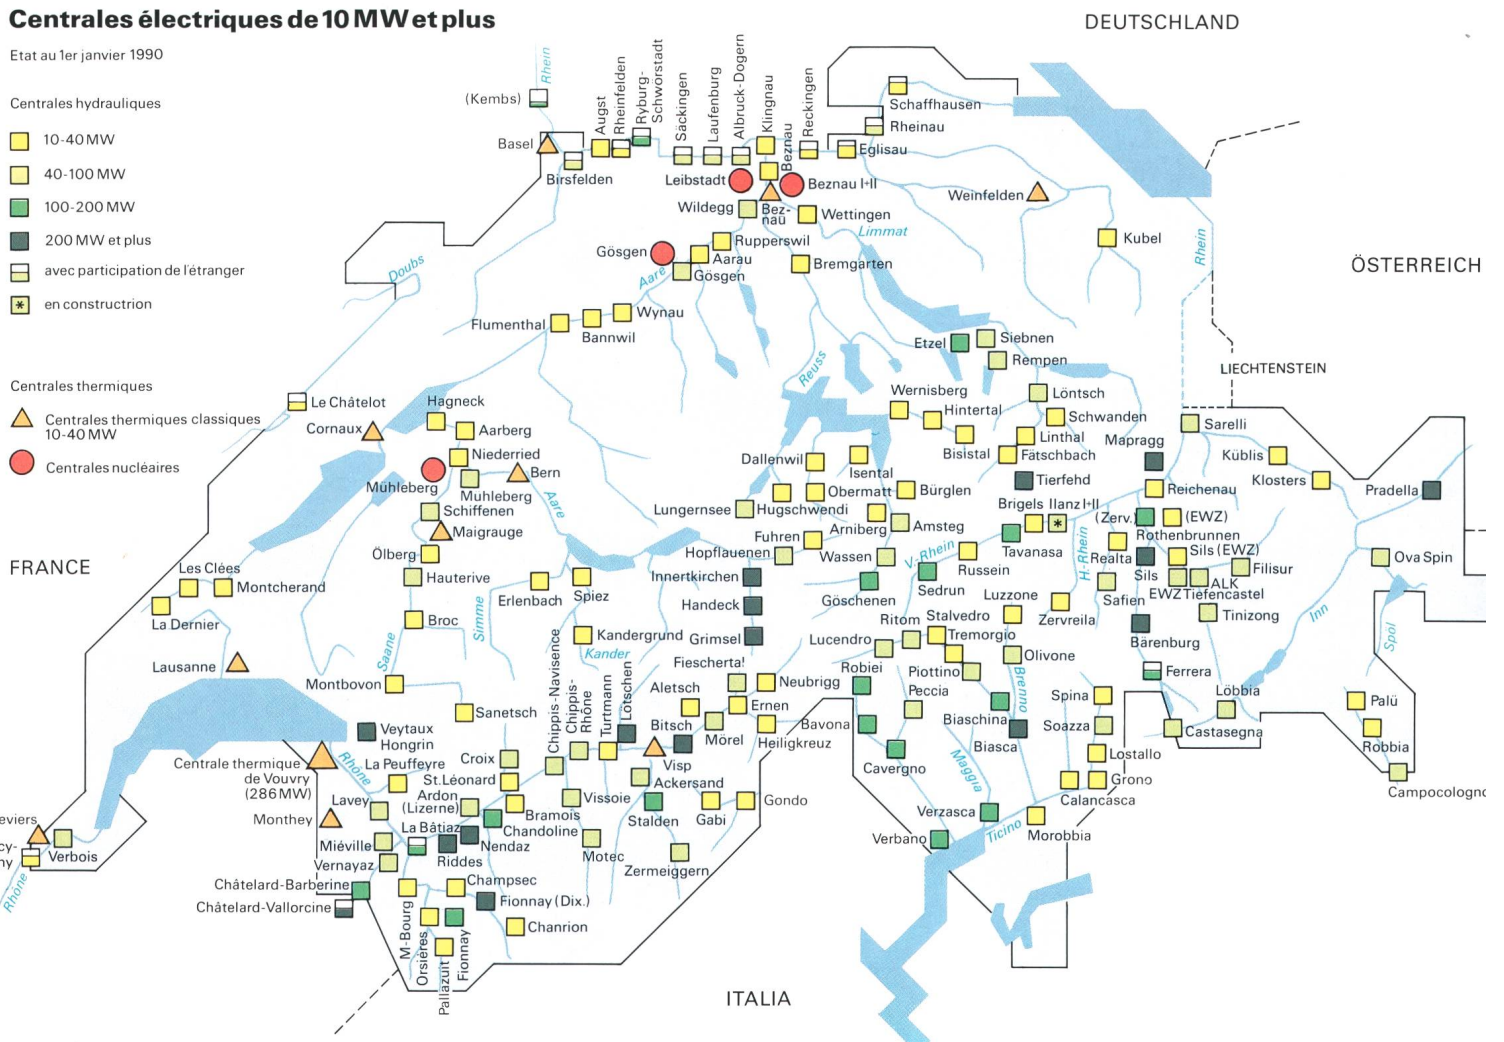 Centrales électriques de 10 MW et plus
Etat au 1er janvier 1990
Centrales hydrauliques
10-40 MW
40-100 MW
100-200 MW
200 MW et plus
avec participation de l'étranger
*
en constructrion
Centrales thermiques
Centrales thermiques classiques
10-40 MW
Centrales nucléaires
DEUTSCHLAND
ÖSTERREICH
LIECHTENSTEIN
FRANCE
ITALIA
Rhein
(Kembs)
Basel
Birsfelden
Augst
Rheinfelden
Ryburg-
Schworstadt
Säckingen
Laufenburg
Albruck-Dogern
Klingnau
Beznau
Reckingen
Schaffhausen
Rheinau
Eglisau
Leibstadt
Beznau I+II
Wildegg
Bez-
nau
Wettingen
Limmat
Weinfelden
Kubel
Rhein
Gösgen
Rupperswil
Aarau
Gösgen
Aare
Bremgarten
Doubs
Flumenthal
Bannwil
Wynau
Reuss
Etzel
Siebnen
Rempen
Löntsch
Le Châtelot
Cornaux
Hagneck
Aarberg
Niederried
Mühleberg
Muhleberg
Bern
Aare
Schiffenen
Maigrauge
Ölberg
Hauterive
Broc
Saane
Simme
Montbovon
Sanetsch
Wernisberg
Hintertal
Bisistal
Schwanden
Linthal
Fätschbach
Tierfehd
Mapragg
Sarelli
Küblis
Klosters
Pradella
Dallenwil
Isental
Obermatt
Bürglen
Lungernsee
Hugschwendi
Arniberg
Amsteg
Fuhren
Hopflauenen
Wassen
Göschenen
Innertkirchen
Handeck
Grimsel
Brigels
Ilanz I+II
*
Tavanasa
V.-Rhein
Russein
Sedrun
H.-Rhein
Reichenau
(Zerv.)
(EWZ)
Rothenbrunnen
Realta
Sils
Sils (EWZ)
Filisur
ALK
EWZ
Tiefencastel
Safien
Tinizong
Bärenburg
Ferrera
Zervreila
Luzzone
Olivone
Brenno
Ova Spin
Inn
Spol
Löbbia
Castasegna
Palü
Robbia
Campocologno
Les Clées
Montcherand
La Dernier
Lausanne
Erlenbach
Spiez
Kandergrund
Kander
Lucendro
Ritom
Stalvedro
Tremorgio
Piottino
Robiei
Peccia
Bavona
Cavergno
Biaschina
Biasca
Maggia
Verzasca
Verbano
Ticino
Morobbia
Spina
Soazza
Lostallo
Grono
Calancasca
Fieschertal
Neubrigg
Aletsch
Ernen
Mörel
Heiligkreuz
Bitsch
Visp
Ackersand
Lötschen
Turtmann
Chippis-
Rhône
Chippis-Navisence
Veytaux
Hongrin
Centrale thermique
de Vouvry
(286 MW)
Rhône
La Peuffeyre
Croix
St.Léonard
Lavey
Ardon
(Lizerne)
Bramois
Chandoline
Monthey
La Bâtiaz
Nendaz
Riddes
Miéville
Vernayaz
Vissoie
Motec
Stalden
Gabi
Gondo
Zermeiggern
Châtelard-Barberine
Châtelard-Vallorcine
Champsec
Fionnay (Dix.)
Chanrion
M-Bourg
Orsières
Pallazuit
Fionnay
eviers
cy-
ny
Verbois
Rhône